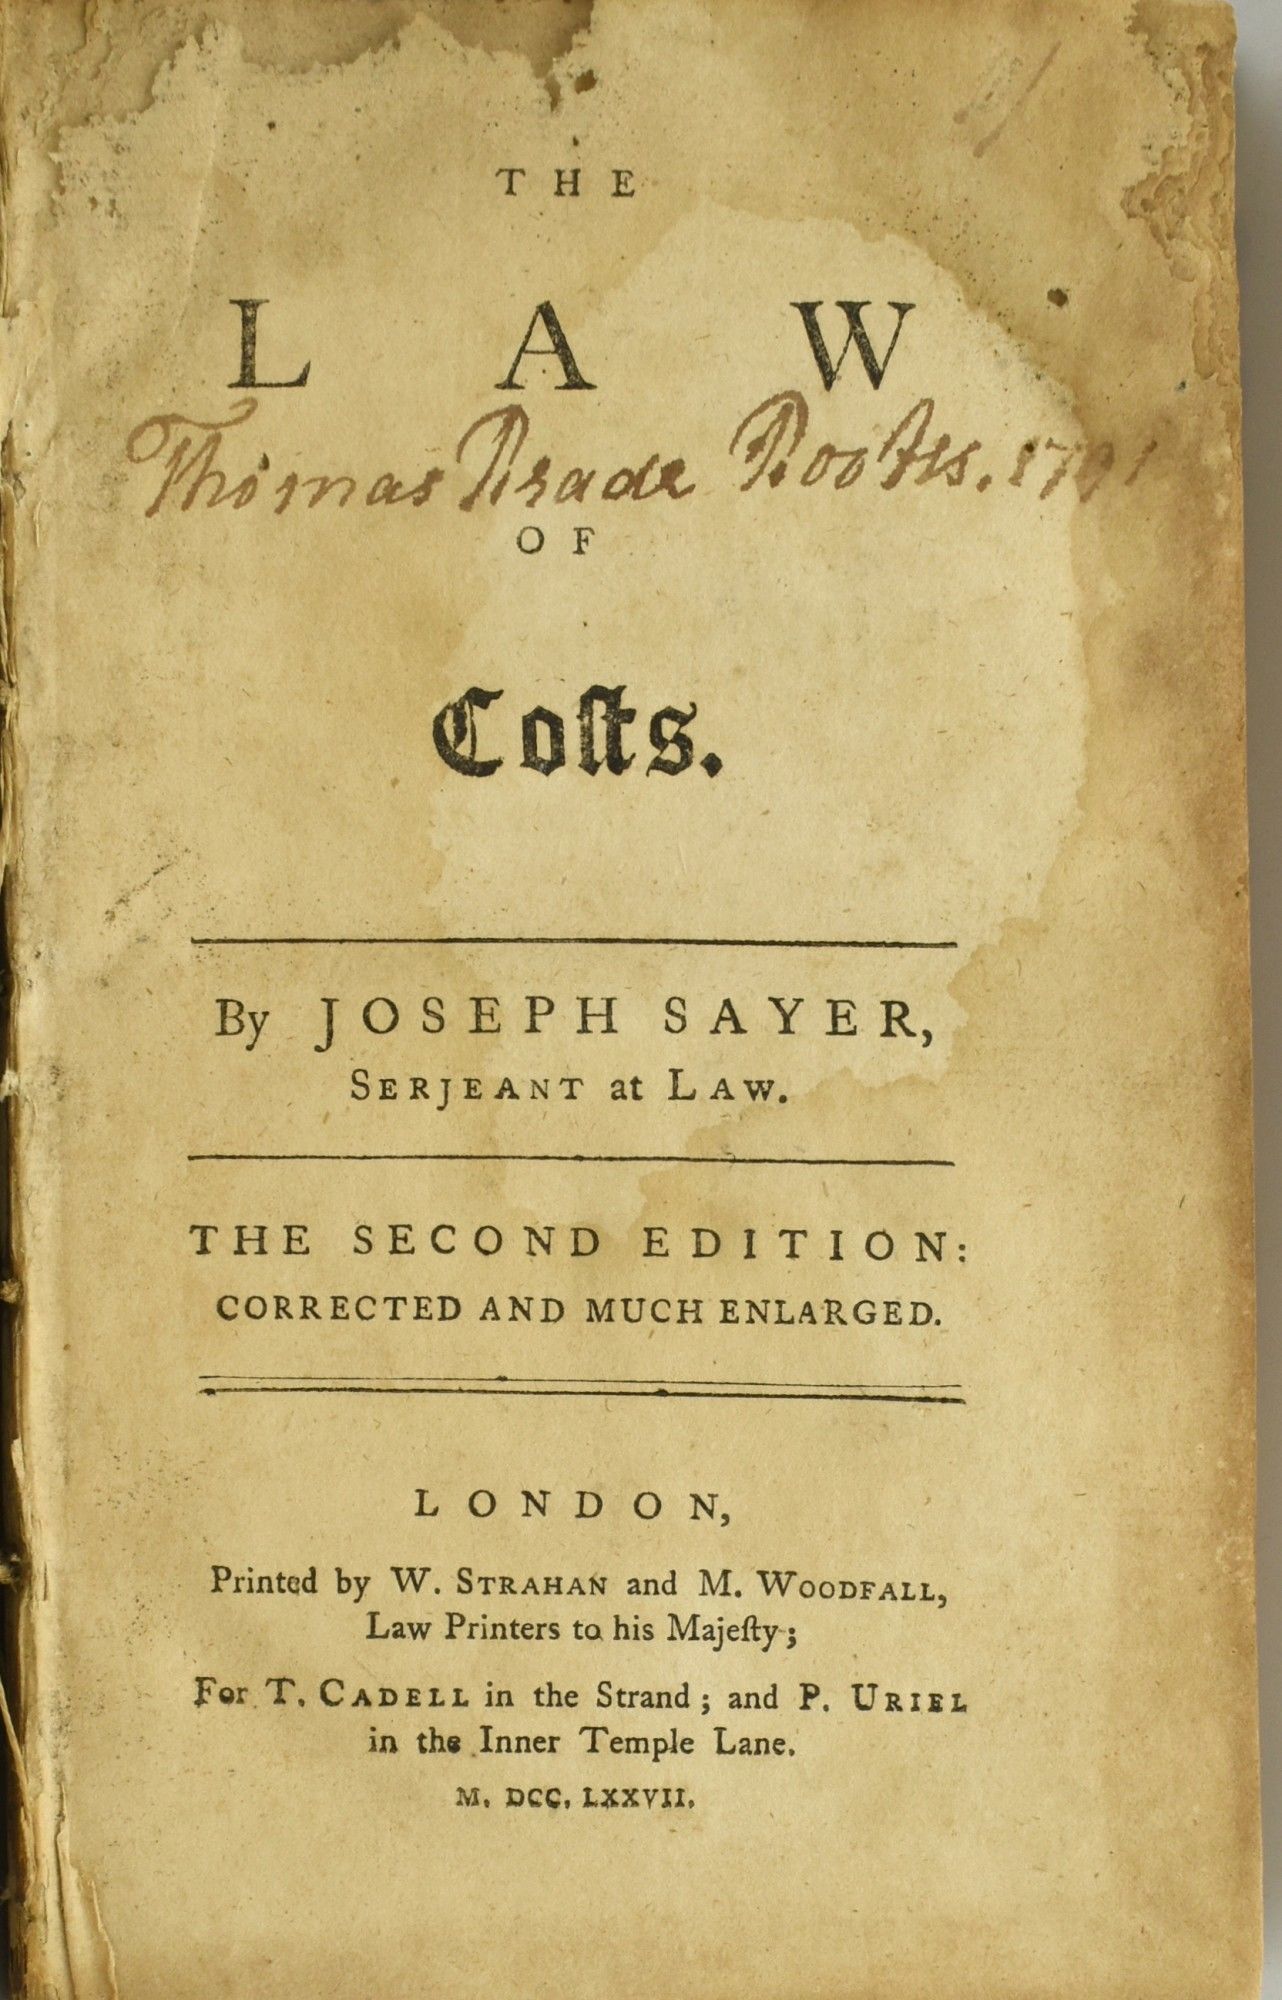 THE
LAW
Thomas Reade Rootes. 1791
OF
Coſts.
By JOSEPH SAYER,
SERJEANT at LAW.
THE SECOND EDITION:
CORRECTED AND MUCH ENLARGED.
LONDON,
Printed by W. STRAHAN and M. WOODFALL,
Law Printers to his Majeſty;
For T. CADELL in the Strand; and P. URIEL
in the Inner Temple Lane.
M. DCC. LXXVII.